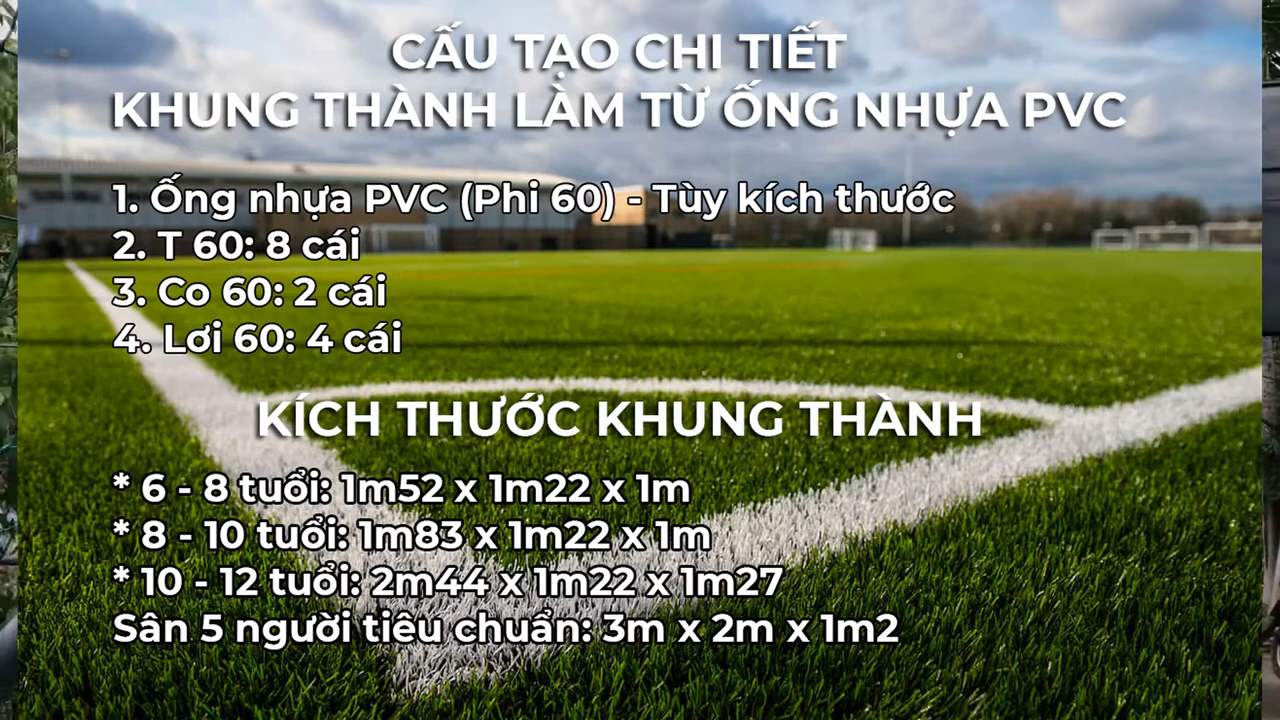 CẤU TẠO CHI TIẾT
KHUNG THÀNH LÀM TỪ ỐNG NHỰA PVC
1. Ống nhựa PVC (Phi 60) - Tùy kích thước
2. T 60: 8 cái
3. Co 60: 2 cái
4. Lơi 60: 4 cái
KÍCH THƯỚC KHUNG THÀNH
* 6 - 8 tuổi: 1m52 x 1m22 x 1m
* 8 - 10 tuổi: 1m83 x 1m22 x 1m
* 10 - 12 tuổi: 2m44 x 1m22 x 1m27
Sân 5 người tiêu chuẩn: 3m x 2m x 1m2